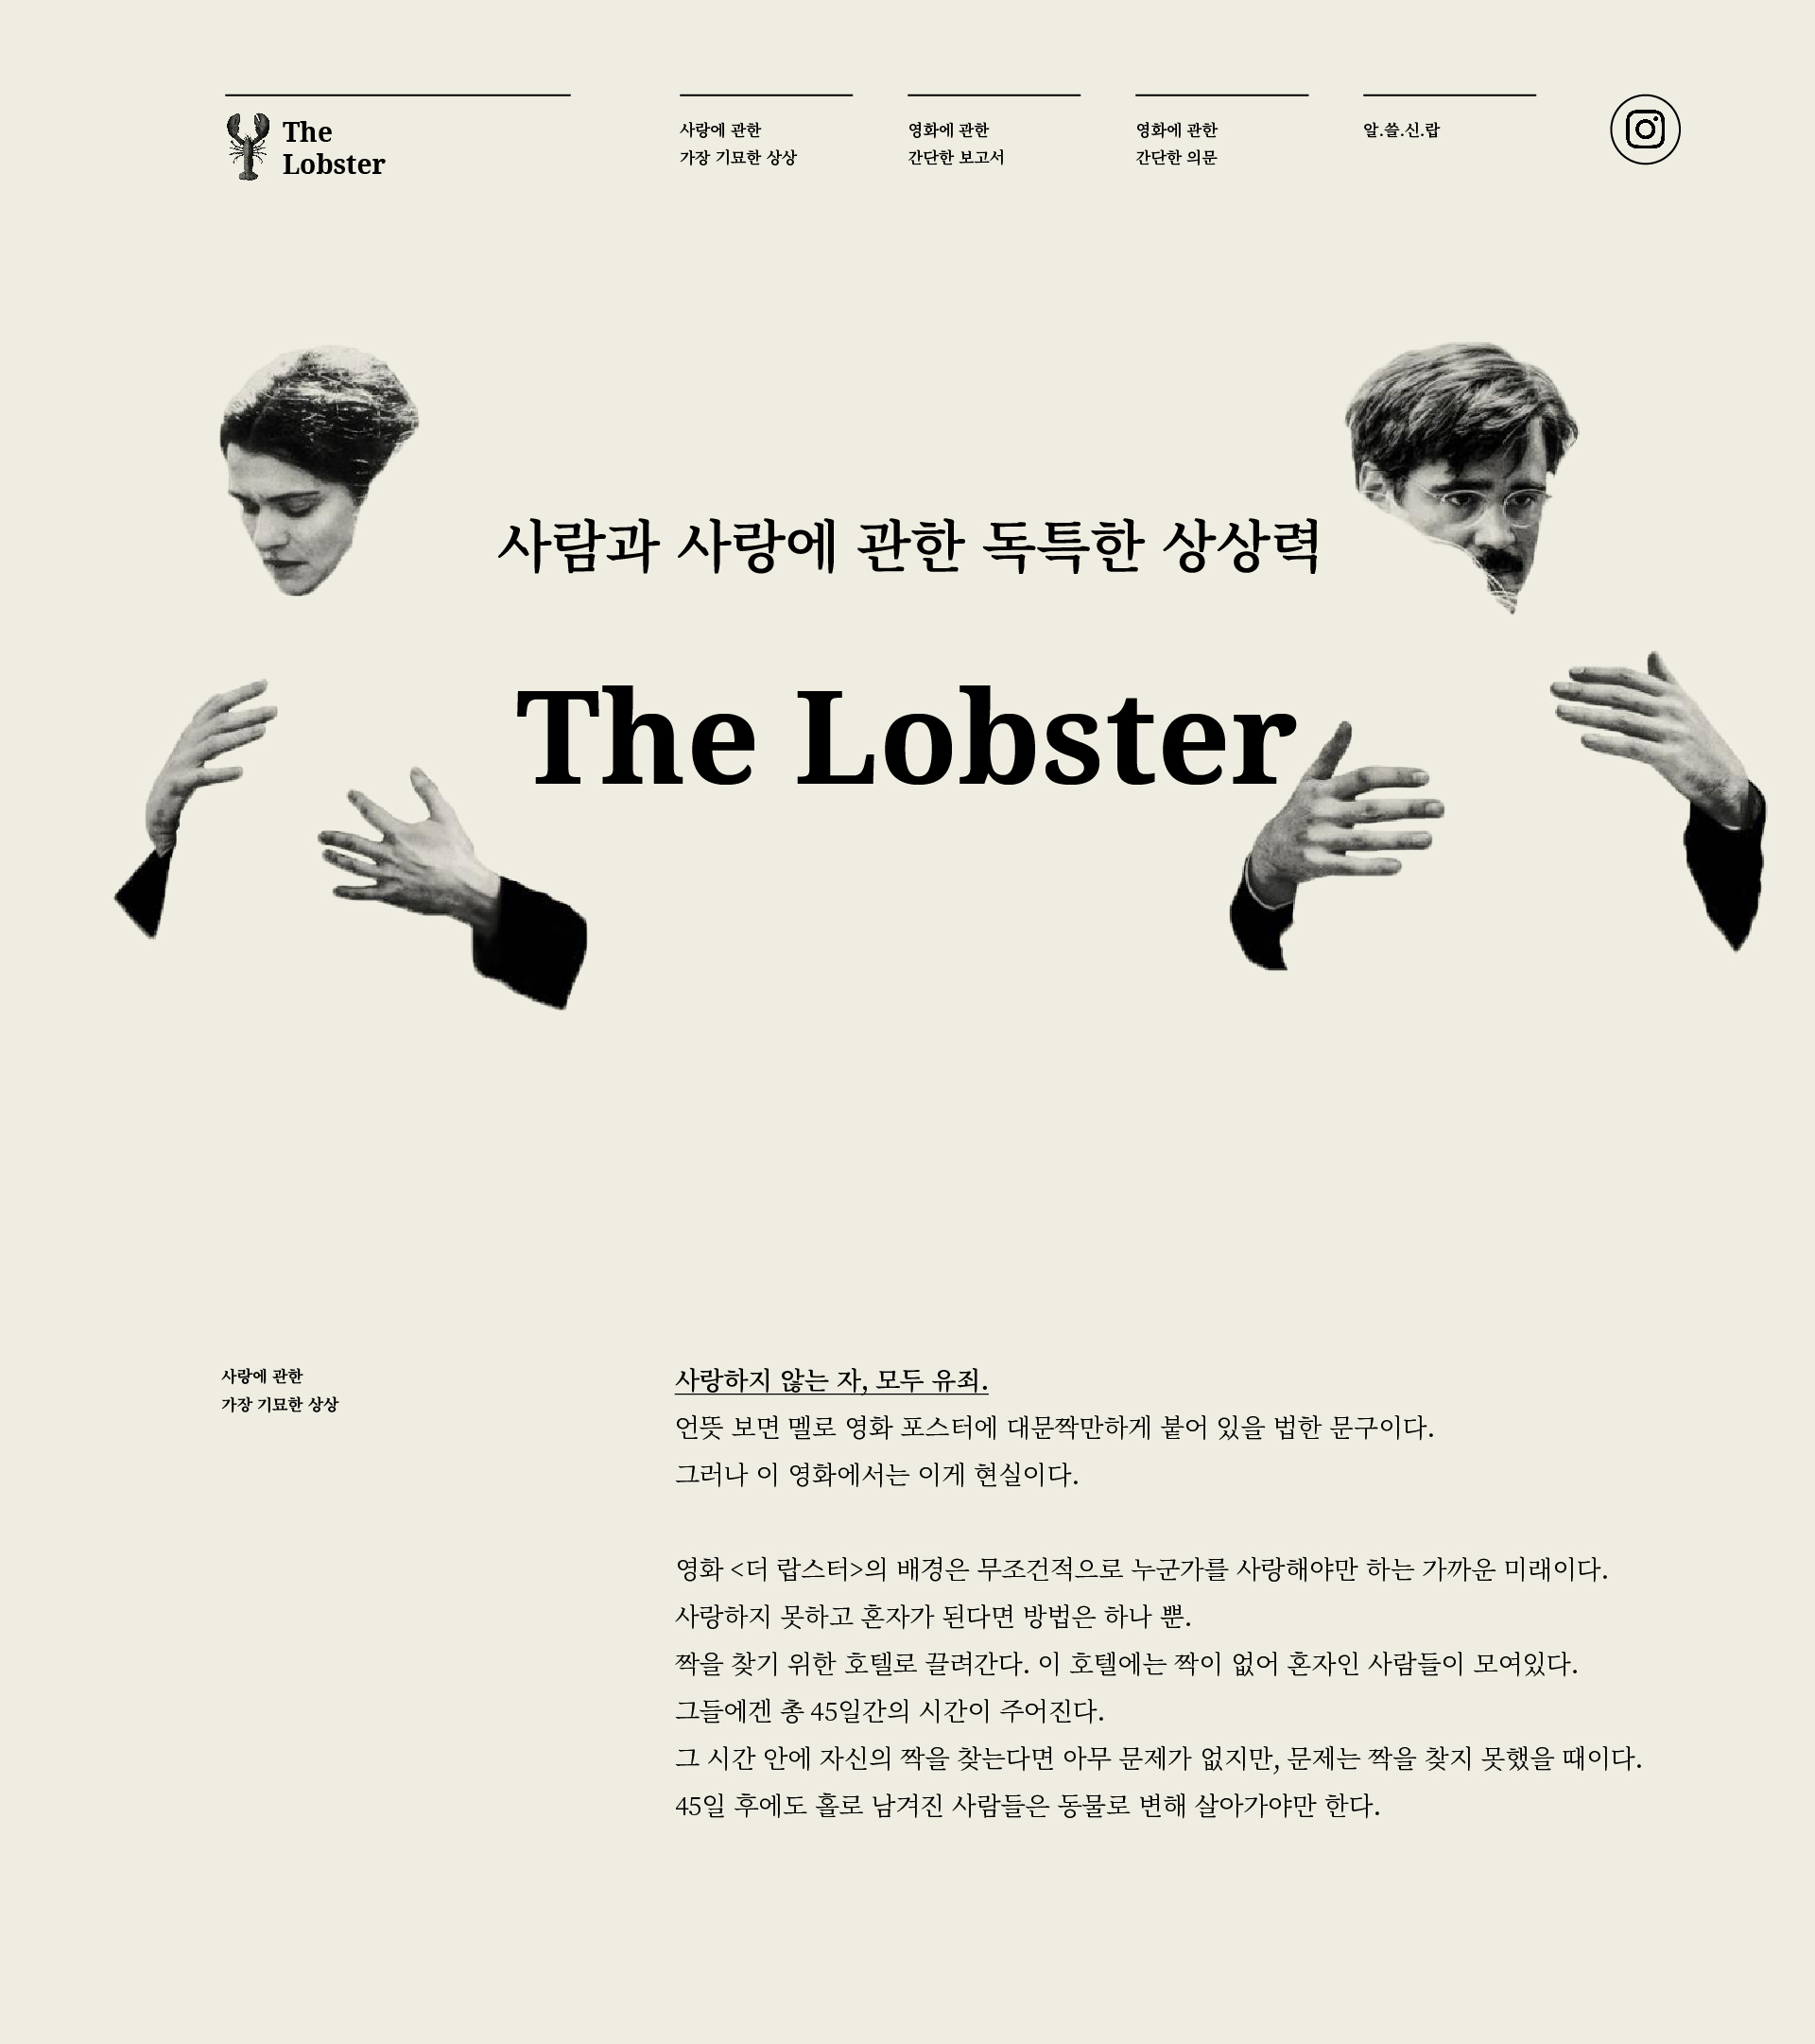 The
Lobster
사랑에 관한
가장 기묘한 상상
영화에 관한
간단한 보고서
영화에 관한
간단한 의문
알.쓸.신.랍
사람과 사랑에 관한 독특한 상상력
The Lobster
사랑에 관한
가장 기묘한 상상
사랑하지 않는 자, 모두 유죄.
언뜻 보면 멜로 영화 포스터에 대문짝만하게 붙어 있을 법한 문구이다.
그러나 이 영화에서는 이게 현실이다.
영화 <더 랍스터>의 배경은 무조건적으로 누군가를 사랑해야만 하는 가까운 미래이다.
사랑하지 못하고 혼자가 된다면 방법은 하나 뿐.
짝을 찾기 위한 호텔로 끌려간다. 이 호텔에는 짝이 없어 혼자인 사람들이 모여있다.
그들에겐 총 45일간의 시간이 주어진다.
그 시간 안에 자신의 짝을 찾는다면 아무 문제가 없지만, 문제는 짝을 찾지 못했을 때이다.
45일 후에도 홀로 남겨진 사람들은 동물로 변해 살아가야만 한다.